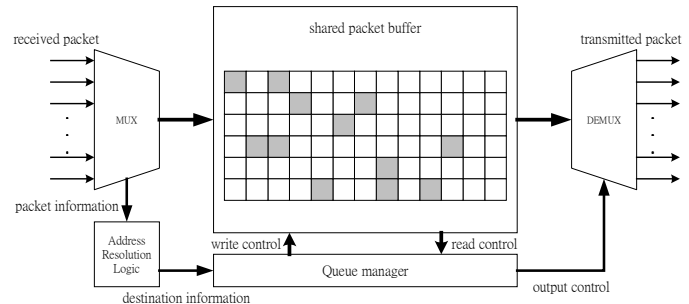 shared packet buffer
received packet
transmitted packet
MUX
DEMUX
packet information
Address
Resolution
Logic
write control
read control
Queue manager
output control
destination information